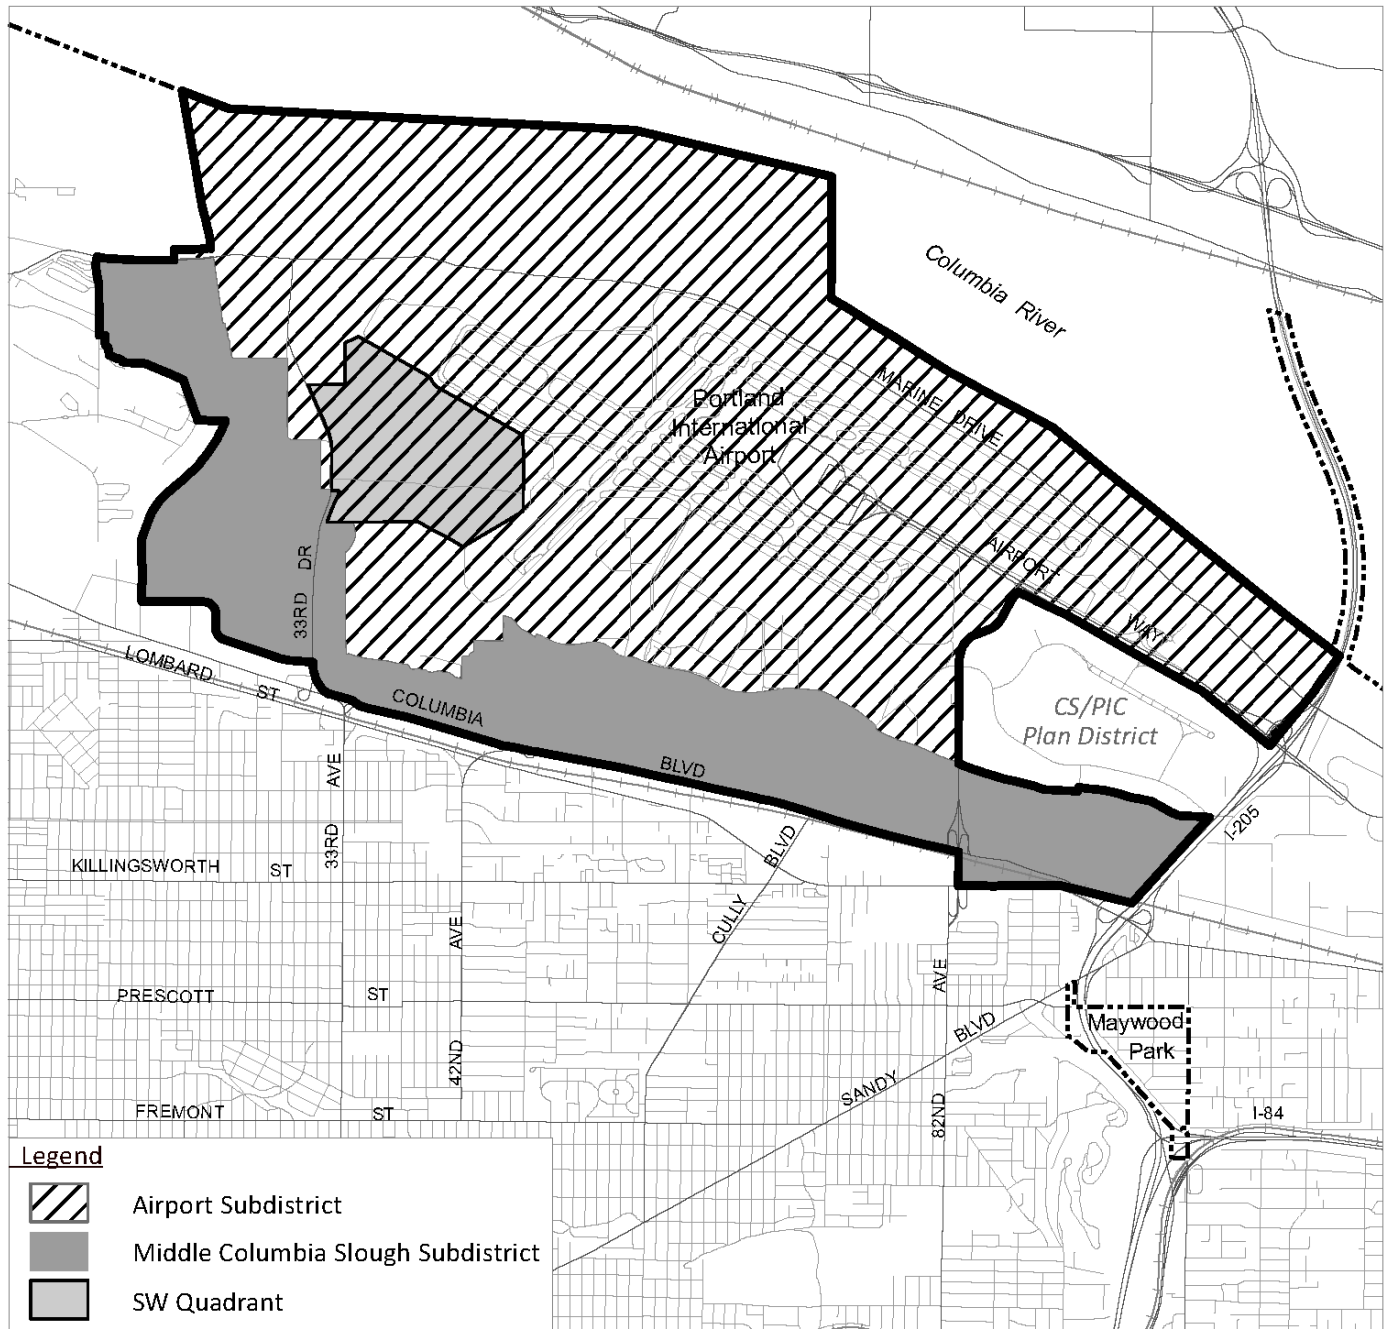 Columbia River
MARINE DRIVE
Portland
International
Airport
AIRPORT
WAY
33RD DR
LOMBARD ST
COLUMBIA
BLVD
CS/PIC
Plan District
I-205
33RD AVE
KILLINGSWORTH ST
CULLY BLVD
42ND AVE
PRESCOTT ST
82ND AVE
SANDY BLVD
Maywood
Park
FREMONT ST
I-84
Legend
Airport Subdistrict
Middle Columbia Slough Subdistrict
SW Quadrant